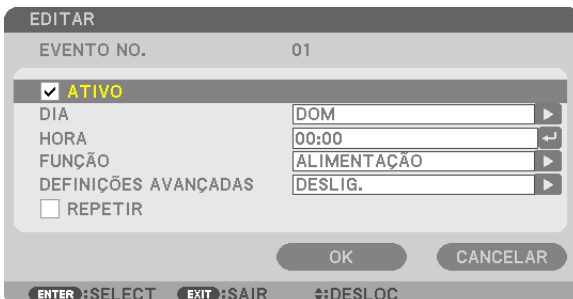 EDITAR
EVENTO NO. 01
ATIVO
DIA DOM
HORA 00:00
FUNÇÃO ALIMENTAÇÃO
DEFINIÇÕES AVANÇADAS DESLIG.
REPETIR
OK CANCELAR
ENTER:SELECT EXIT:SAIR :DESLOC